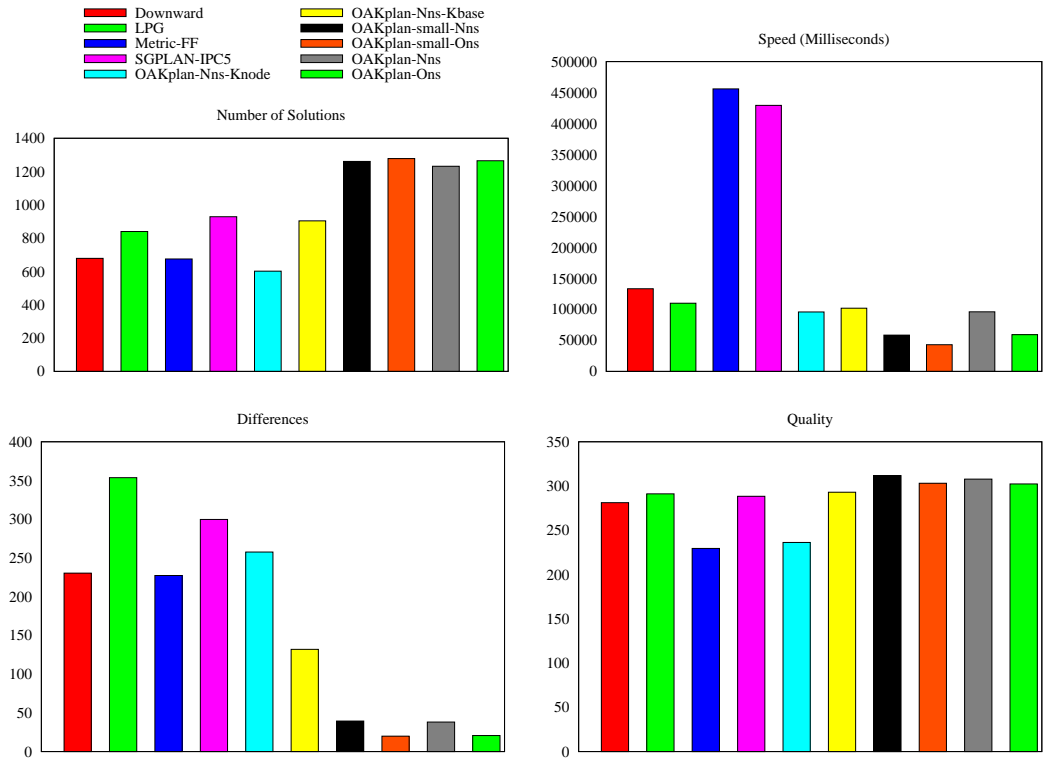 Downward
LPG
Metric-FF
SGPLAN-IPC5
OAKplan-Nns-Knode
OAKplan-Nns-Kbase
OAKplan-small-Nns
OAKplan-small-Ons
OAKplan-Nns
OAKplan-Ons
Number of Solutions
1400
1200
1000
800
600
400
200
0
Speed (Milliseconds)
500000
450000
400000
350000
300000
250000
200000
150000
100000
50000
0
Differences
400
350
300
250
200
150
100
50
0
Quality
350
300
250
200
150
100
50
0